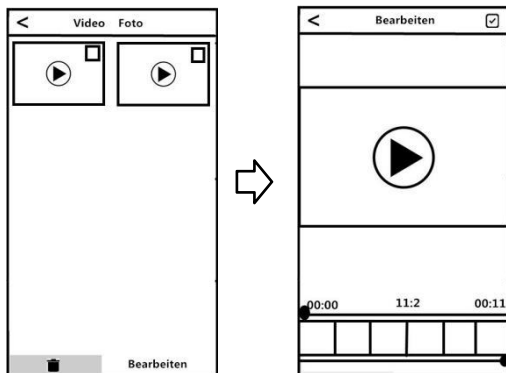 < Video Foto
Bearbeiten
< Bearbeiten
00:00 11:2 00:11